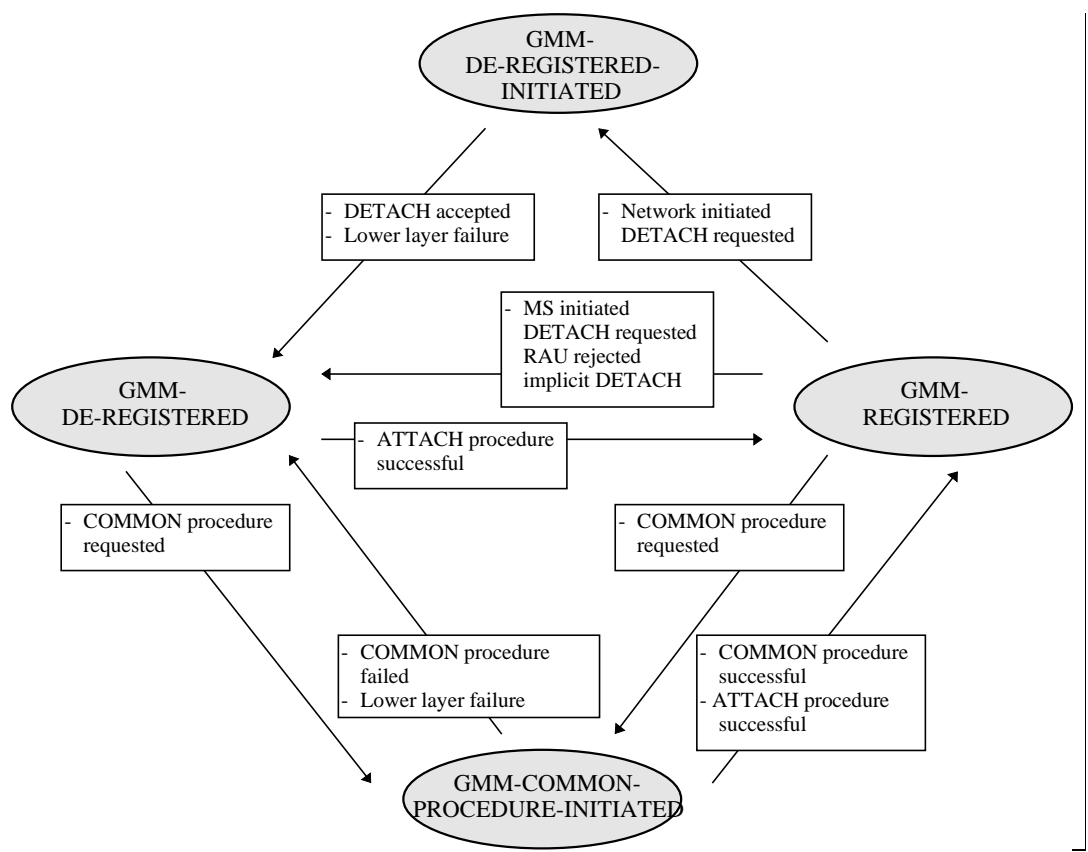 GMM-
DE-REGISTERED-
INITIATED
- DETACH accepted
- Lower layer failure
- Network initiated
DETACH requested
- MS initiated
DETACH requested
RAU rejected
implicit DETACH
GMM-
DE-REGISTERED
GMM-
REGISTERED
- ATTACH procedure
successful
- COMMON procedure
requested
- COMMON procedure
requested
- COMMON procedure
failed
- Lower layer failure
- COMMON procedure
successful
- ATTACH procedure
successful
GMM-COMMON-
PROCEDURE-INITIATED